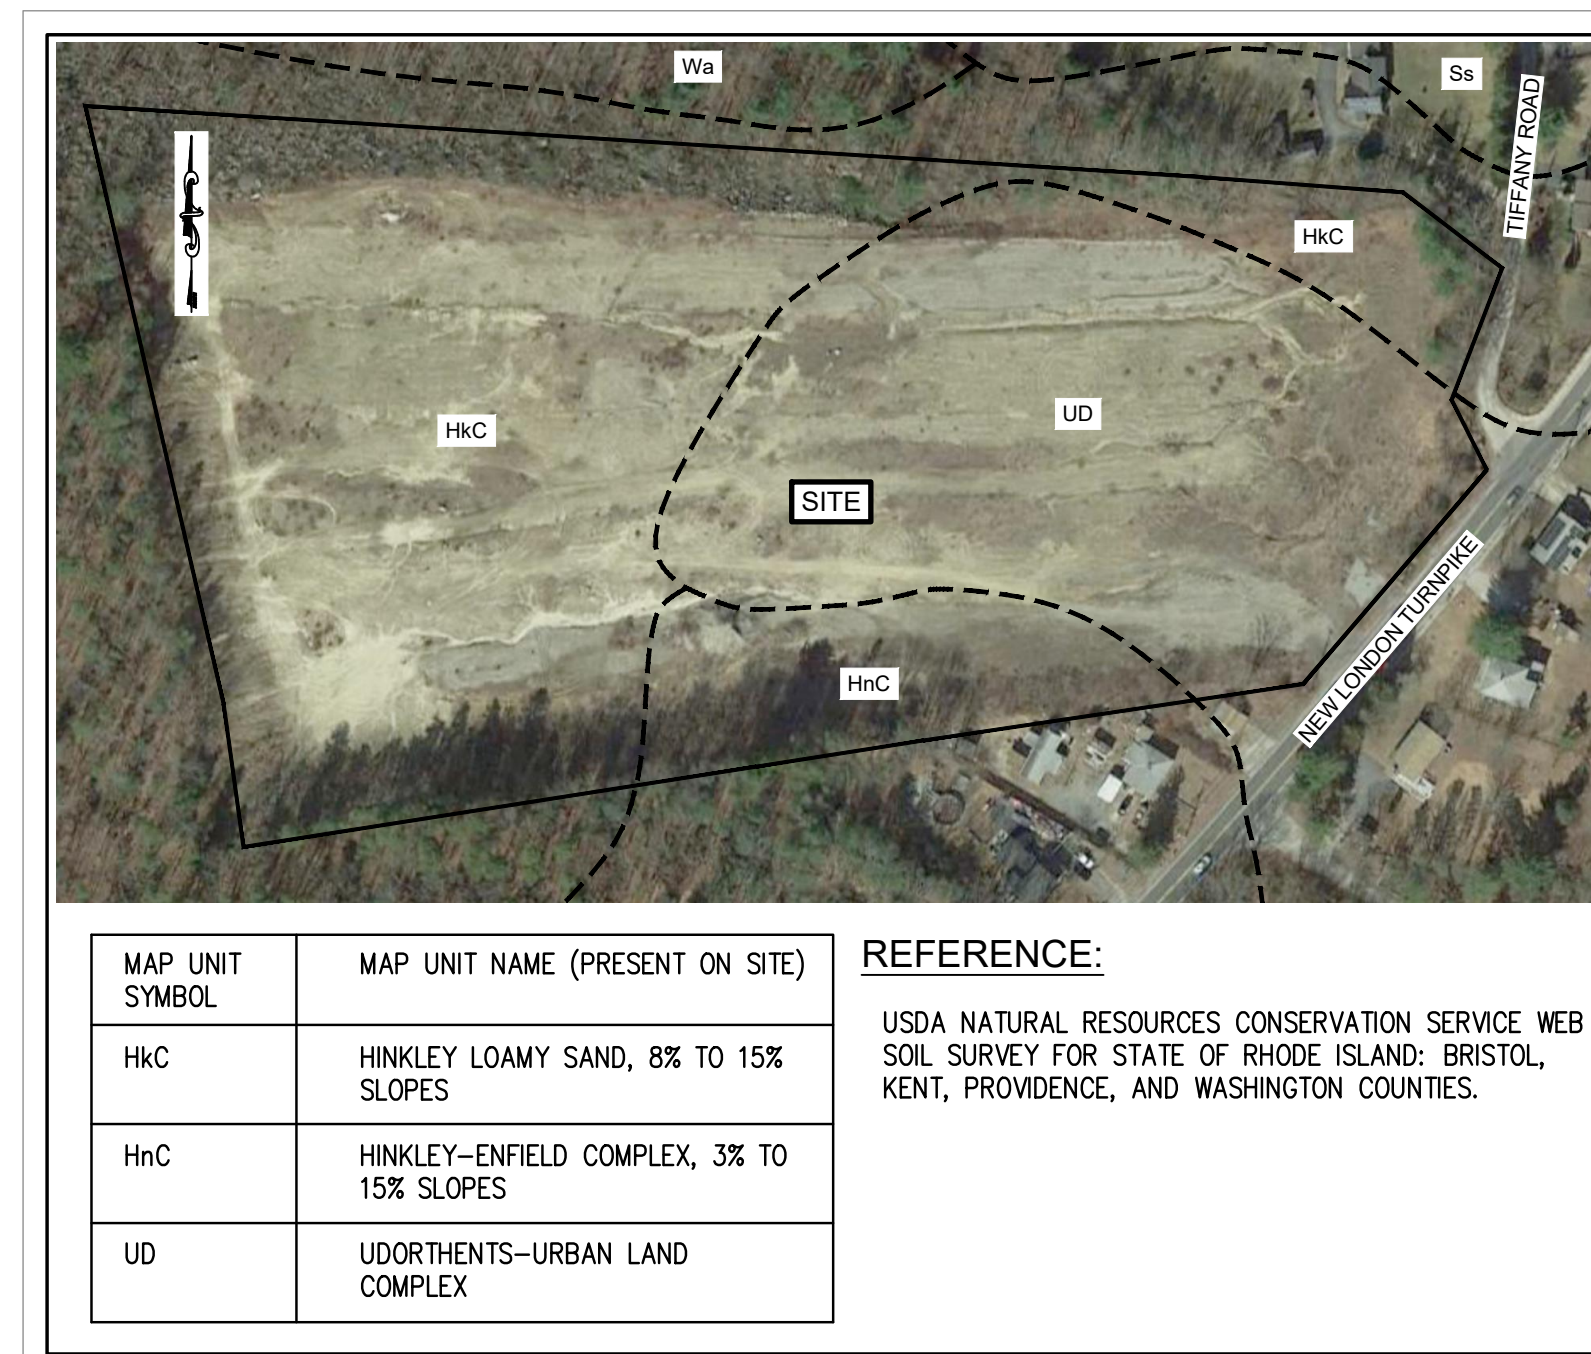 Wa
Ss
TIFFANY ROAD
HkC
HkC
UD
SITE
NEW LONDON TURNPIKE
HnC
MAP UNIT
SYMBOL
MAP UNIT NAME (PRESENT ON SITE)
HkC
HINKLEY LOAMY SAND, 8% TO 15%
SLOPES
HnC
HINKLEY-ENFIELD COMPLEX, 3% TO
15% SLOPES
UD
UDORTHENTS-URBAN LAND
COMPLEX
REFERENCE:
USDA NATURAL RESOURCES CONSERVATION SERVICE WEB
SOIL SURVEY FOR STATE OF RHODE ISLAND: BRISTOL,
KENT, PROVIDENCE, AND WASHINGTON COUNTIES.